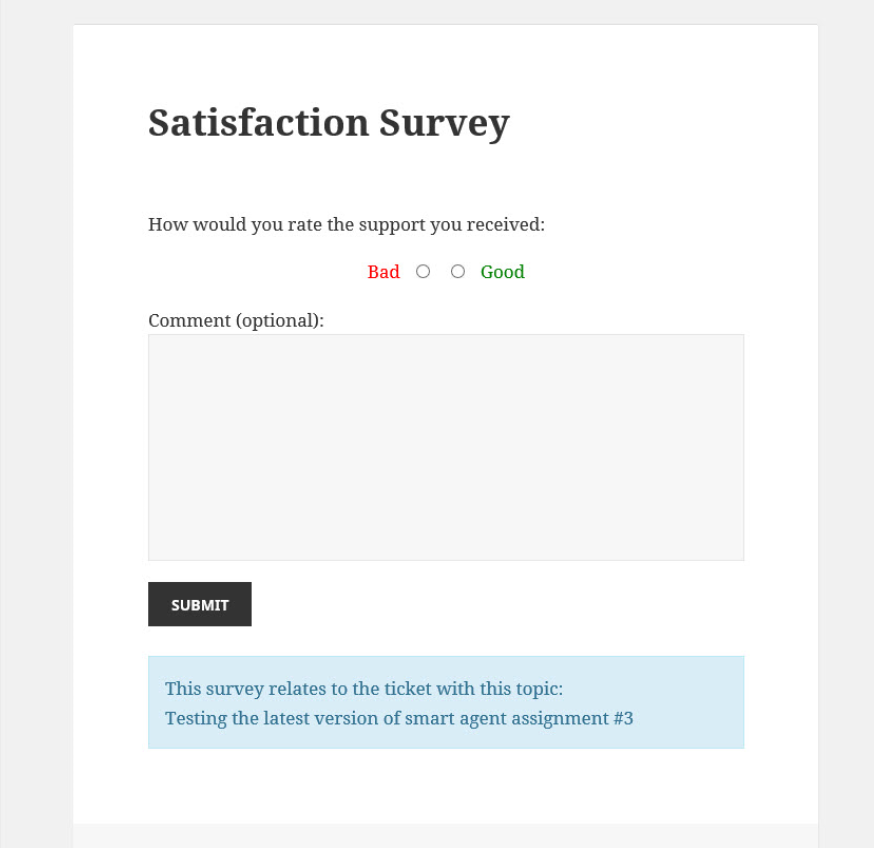 Satisfaction Survey
How would you rate the support you received:
Bad Good
Comment (optional):
SUBMIT
This survey relates to the ticket with this topic:
Testing the latest version of smart agent assignment #3